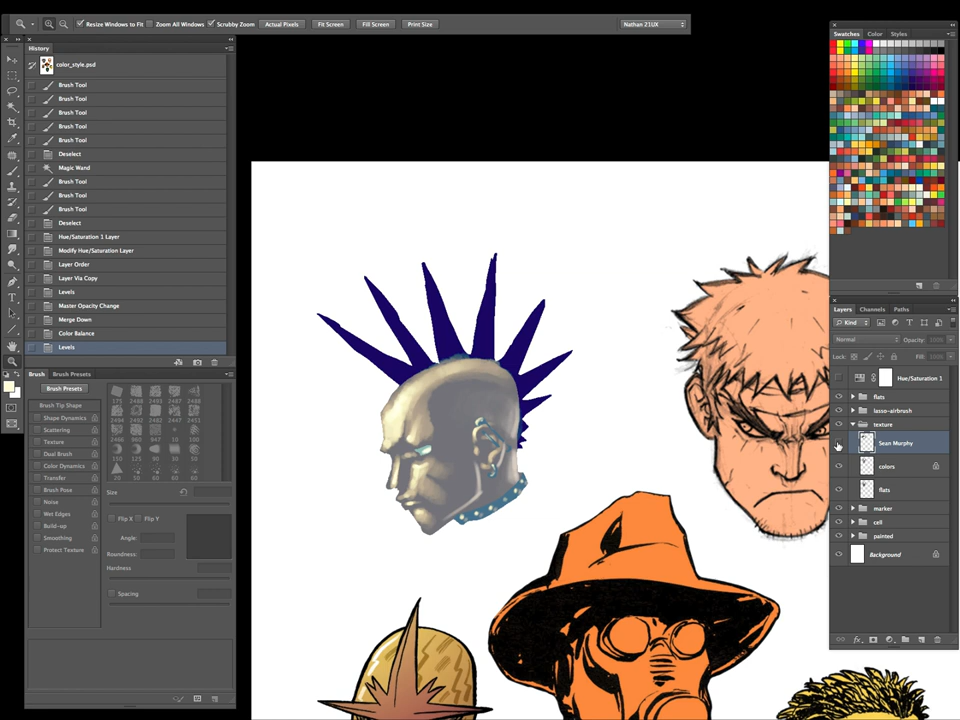 Resize Windows to Fit Zoom All Windows Scrubby Zoom Actual Pixels Fit Screen Fill Screen Print Size Nathan 21UX
History
color_style.psd
Brush Tool
Brush Tool
Brush Tool
Brush Tool
Brush Tool
Deselect
Magic Wand
Brush Tool
Brush Tool
Brush Tool
Deselect
Hue/Saturation 1 Layer
Modify Hue/Saturation Layer
Layer Order
Layer Via Copy
Levels
Master Opacity Change
Merge Down
Color Balance
Levels
Brush Brush Presets
Brush Presets
Brush Tip Shape
Shape Dynamics
Scattering
Texture
Dual Brush
Color Dynamics
Transfer
Brush Pose
Noise
Wet Edges
Build-up
Smoothing
Protect Texture
Size
Flip X Flip Y
Angle:
Roundness:
Hardness
Spacing
Swatches Color Styles
Layers Channels Paths
Kind
Normal Opacity:
Lock: Fill:
Hue/Saturation 1
flats
lasso-airbrush
texture
Sean Murphy
colors
flats
marker
cell
painted
Background